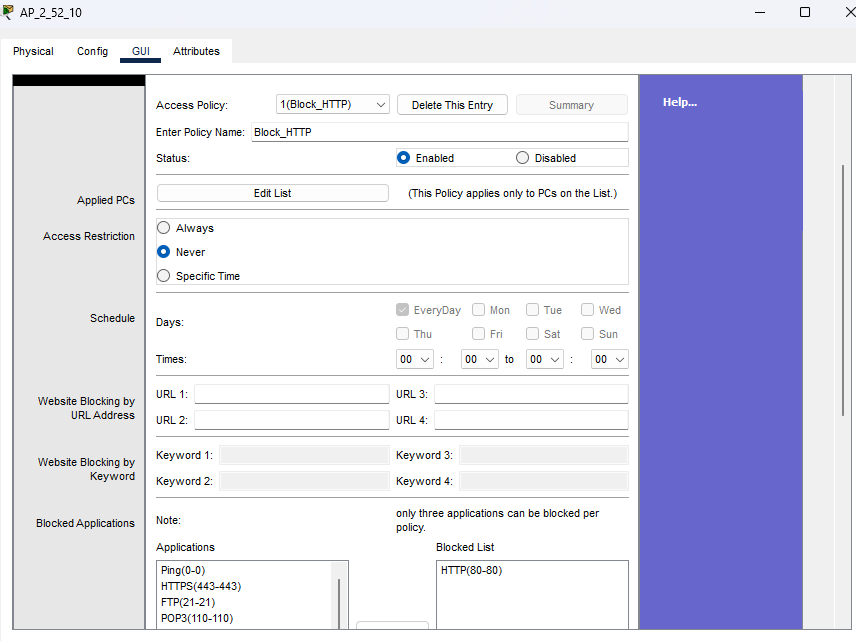 AP_2_52_10
Physical Config GUI Attributes
Access Policy: 1(Block_HTTP) Delete This Entry Summary
Help...
Enter Policy Name: Block_HTTP
Status: Enabled Disabled
Applied PCs Edit List (This Policy applies only to PCs on the List.)
Access Restriction
Always
Never
Specific Time
Schedule
Days: EveryDay Mon Tue Wed
Thu Fri Sat Sun
Times: 00 : 00 to 00 : 00
Website Blocking by
URL Address
URL 1: URL 3:
URL 2: URL 4:
Website Blocking by
Keyword
Keyword 1: Keyword 3:
Keyword 2: Keyword 4:
Blocked Applications
Note: only three applications can be blocked per
policy.
Applications Blocked List
Ping(0-0) HTTP(80-80)
HTTPS(443-443)
FTP(21-21)
POP3(110-110)